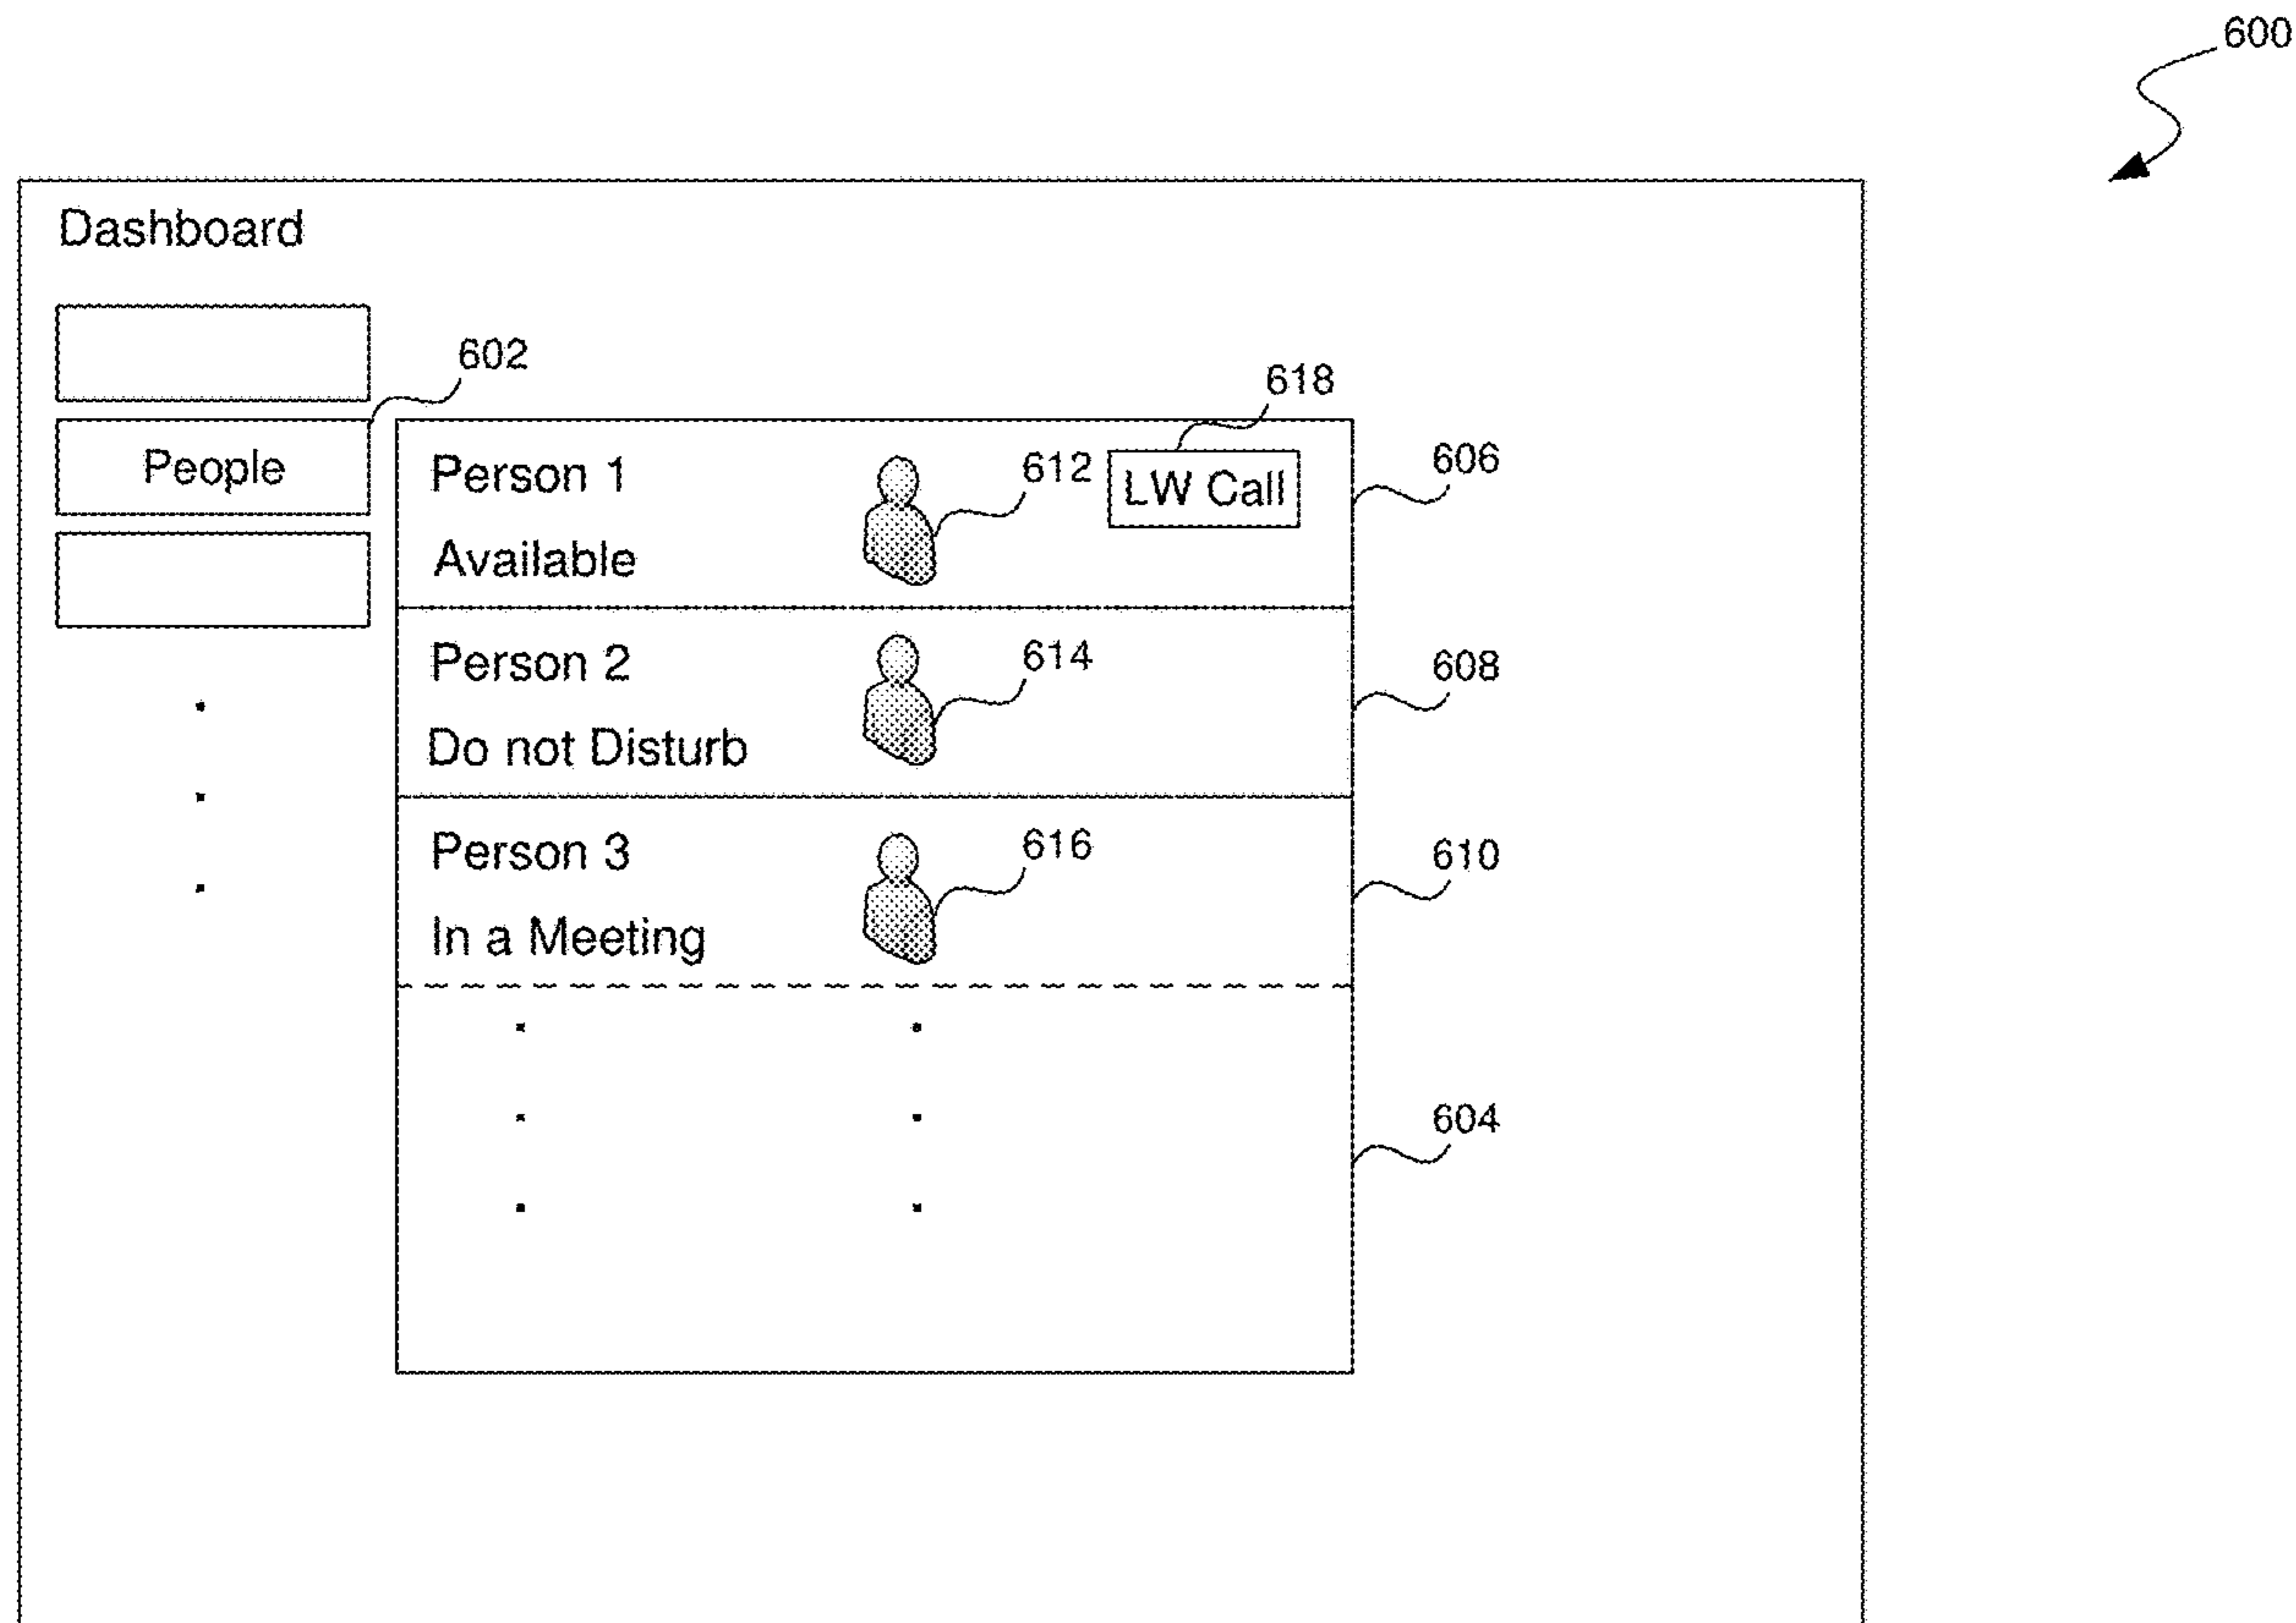 600
Dashboard
602
618
People
Person 1
612
LW Call
606
Available
Person 2
614
608
Do not Disturb
Person 3
616
610
In a Meeting
604